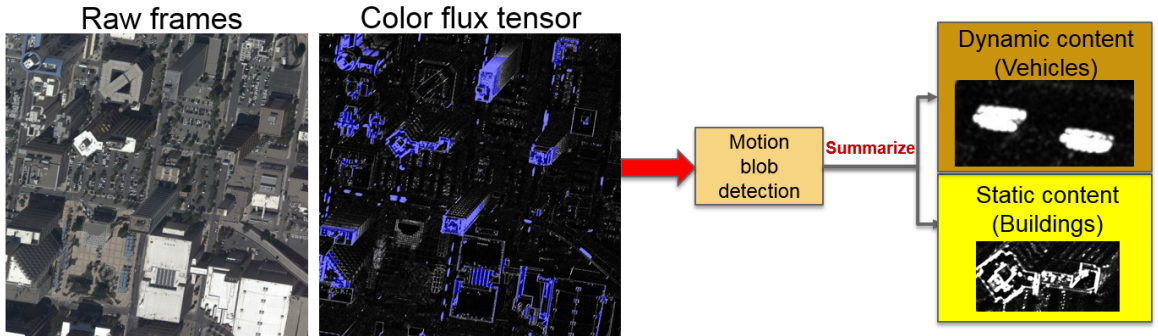 Raw frames
Color flux tensor
Motion
blob
detection
Summarize
Dynamic content
(Vehicles)
Static content
(Buildings)